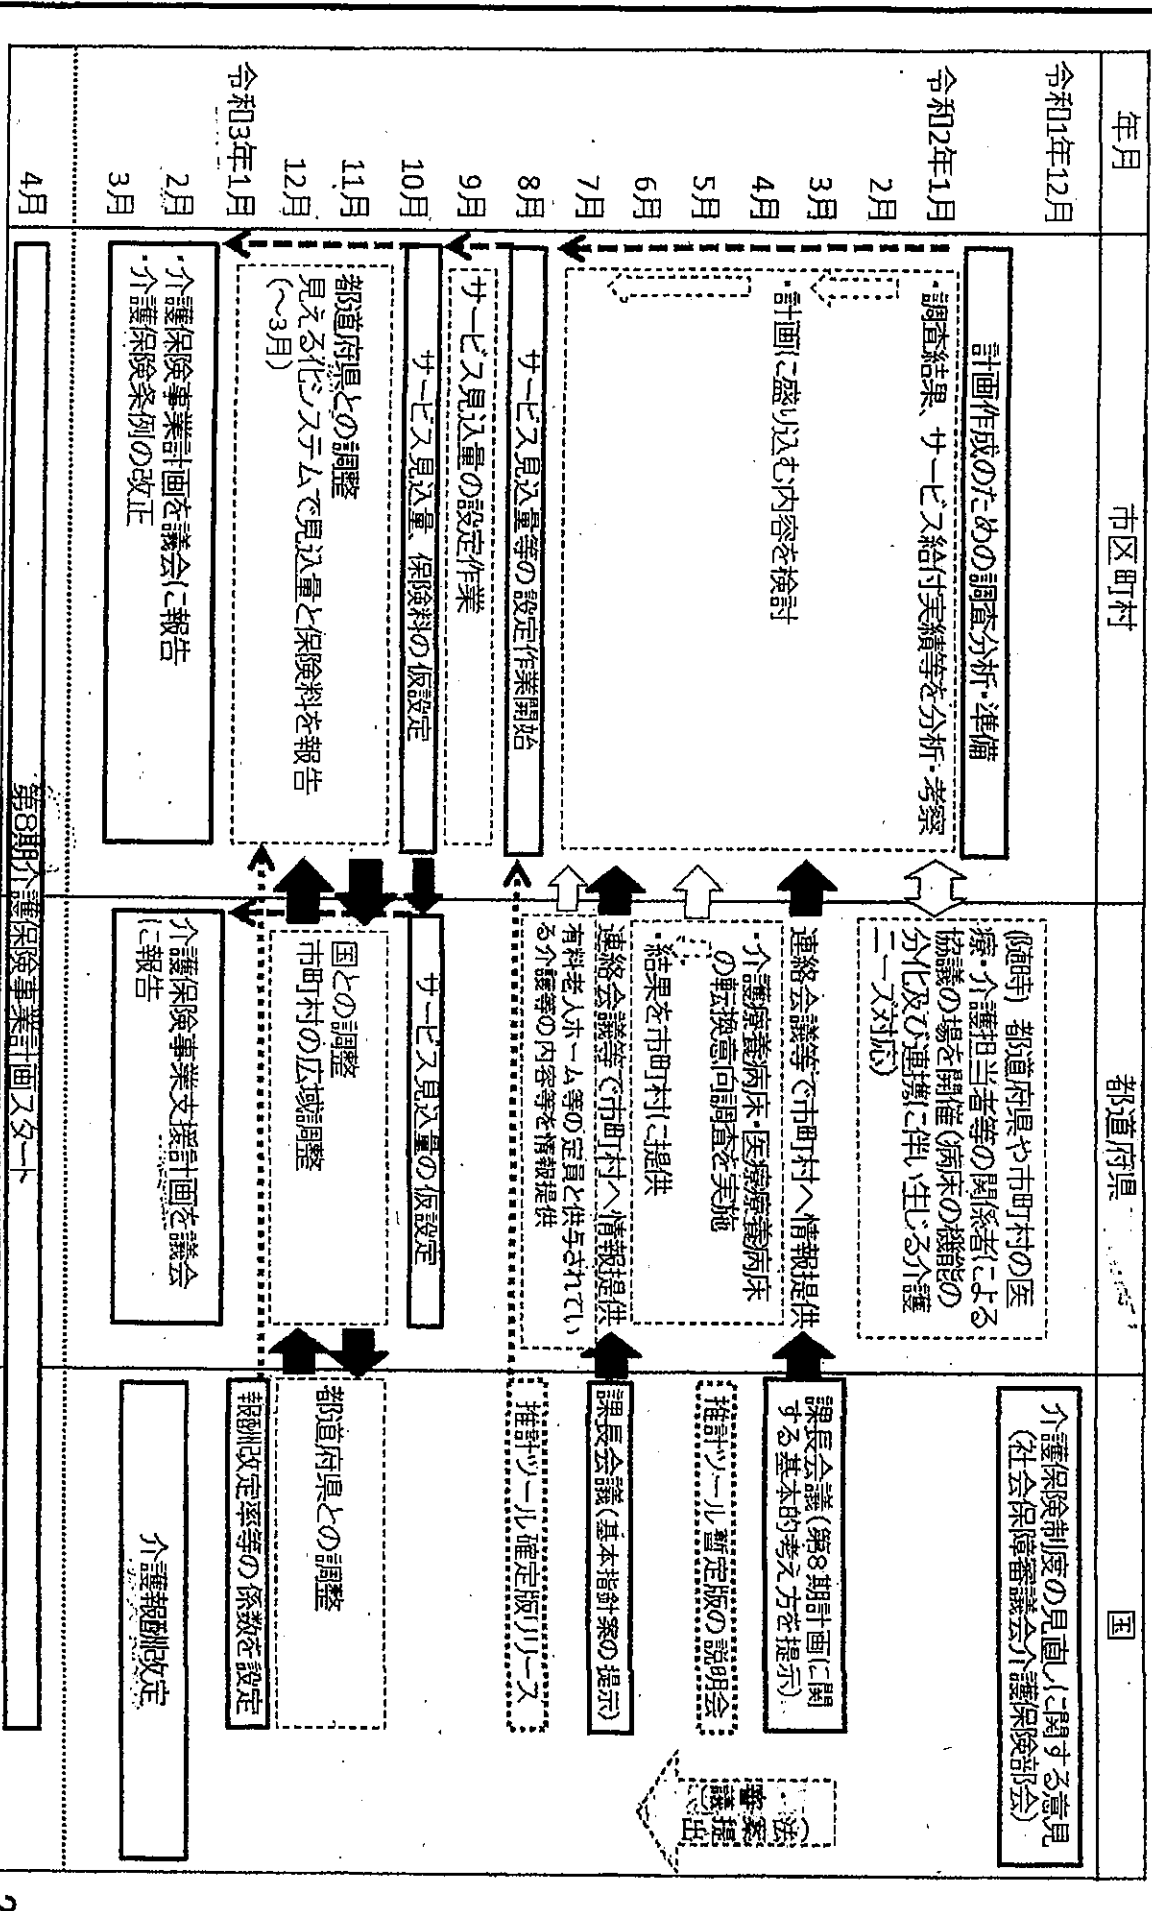 年月
市区町村
都道府県
国
令和1年12月
令和2年1月
2月
3月
4月
5月
6月
7月
8月
9月
10月
11月
12月
令和3年1月
2月
3月
4月
計画作成のための調査分析・準備
・調査結果、サービス給付実績等を分析・考察
・計画に盛り込む内容を検討
サービス見込量等の設定作業開始
サービス見込量の設定作業
サービス見込量、保険料の仮設定
都道府県との調整
見える化システムで見込量と保険料を報告
(～3月)
・介護保険事業計画を議会に報告
・介護保険条例の改正
(随時) 都道府県や市町村の医
療・介護担当者等の関係者による
協議の場を開催(病床の機能の
分化及び連携に伴い生じる介護
ニーズ対応)
連絡会議等で市町村へ情報提供
・介護療養病床・医療療養病床
の転換意向調査を実施
・結果を市町村に提供
連絡会議等で市町村へ情報提供
有料老人ホーム等の定員と供与されてい
る介護等の内容等を情報提供
サービス見込量の仮設定
国との調整
市町村の広域調整
介護保険事業支援計画を議会
に報告
介護保険制度の見直しに関する意見
(社会保障審議会介護保険部会)
課長会議(第8期計画に関
する基本的考え方を提示)
推計ツール暫定版の説明会
課長会議(基本指針案の提示)
推計ツール確定版リリース
都道府県との調整
報酬改定率等の係数を設定
介護報酬改定
(法
案提出)
審議
第8期介護保険事業計画スタート
2